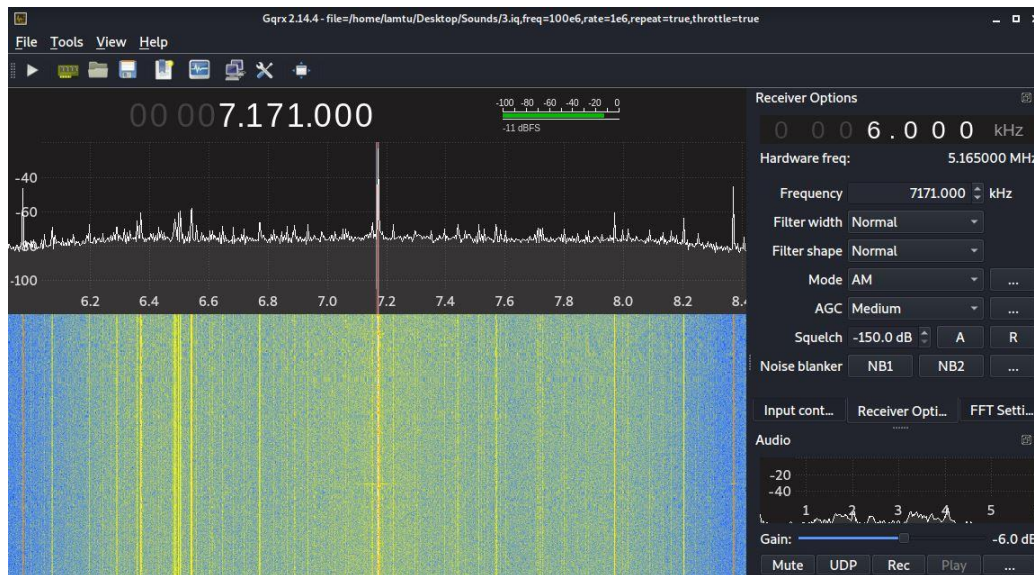 Gqrx 2.14.4 - file=/home/lamtu/Desktop/Sounds/3.iq,freq=100e6,rate=1e6,repeat=true,throttle=true
File Tools View Help
00 007.171.000
-100 -80 -60 -40 -20 0
-11 dBFS
-40
-60
-100
6.2 6.4 6.6 6.8 7.0 7.2 7.4 7.6 7.8 8.0 8.2 8.4
Receiver Options
0 0 0 6 . 0 0 0 kHz
Hardware freq: 5.165000 MHz
Frequency 7171.000 kHz
Filter width Normal
Filter shape Normal
Mode AM ...
AGC Medium ...
Squelch -150.0 dB A R
Noise blanker NB1 NB2 ...
Input cont... Receiver Opti... FFT Setti...
Audio
-20
-40
1 2 3 4 5
Gain: -6.0 dB
Mute UDP Rec Play ...